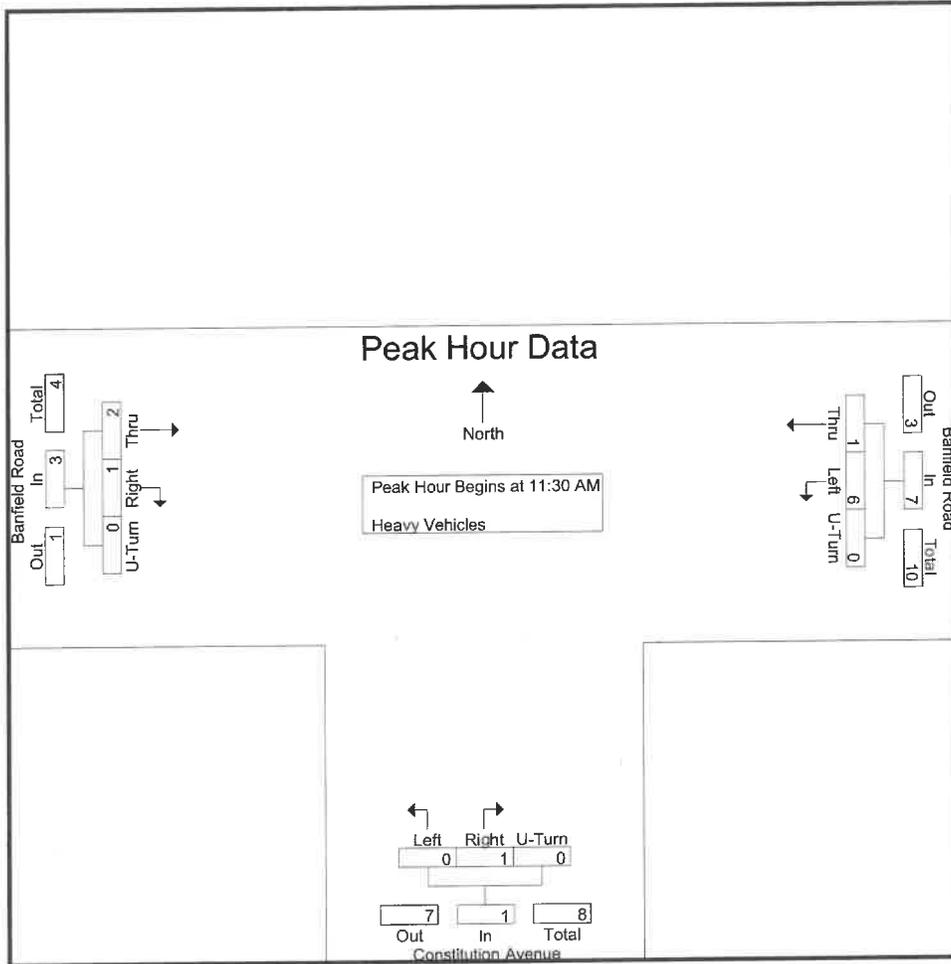 Peak Hour Data
North
Peak Hour Begins at 11:30 AM
Heavy Vehicles
Banfield Road
Total In Out
4 3 1
2 1 0
Thru Right U-Turn
Thru Left U-Turn
1 6 0
Out In Total
3 7 10
Banfield Road
Left Right U-Turn
0 1 0
7 1 8
Out In Total
Constitution Avenue